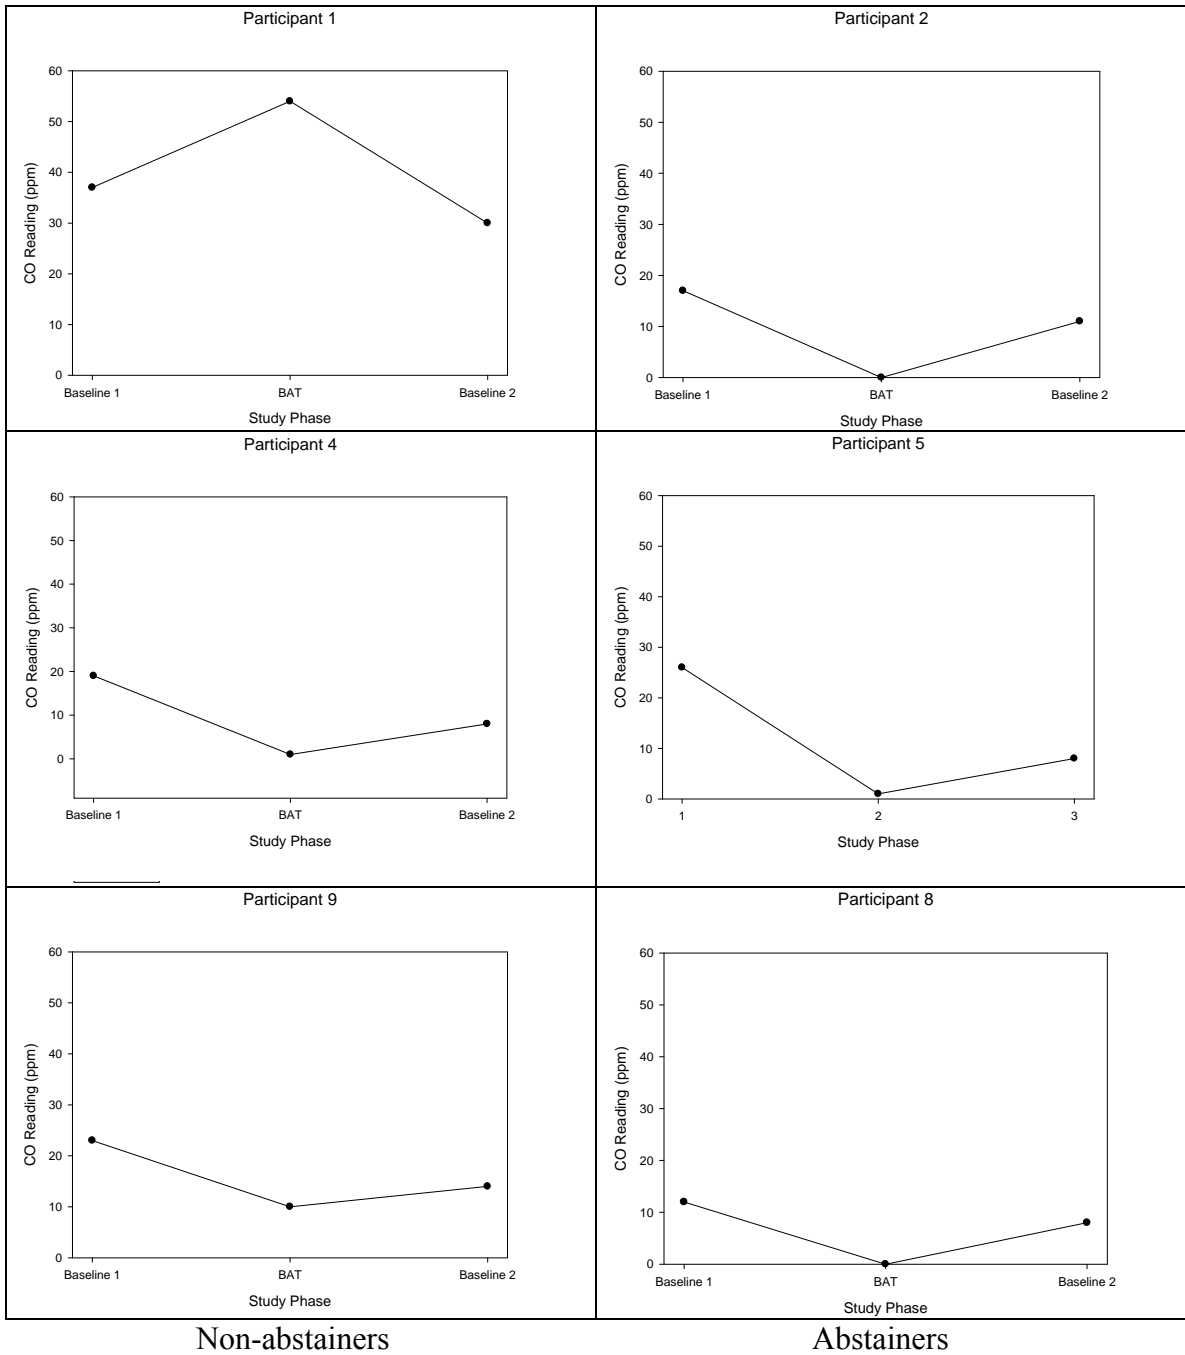 Participant 1
60
50
40
30
20
10
0
CO Reading (ppm)
Baseline 1 BAT Baseline 2
Study Phase
Participant 2
60
50
40
30
20
10
0
CO Reading (ppm)
Baseline 1 BAT Baseline 2
Study Phase
Participant 4
60
50
40
30
20
10
0
CO Reading (ppm)
Baseline 1 BAT Baseline 2
Study Phase
Participant 5
60
50
40
30
20
10
0
CO Reading (ppm)
1 2 3
Study Phase
Participant 9
60
50
40
30
20
10
0
CO Reading (ppm)
Baseline 1 BAT Baseline 2
Study Phase
Participant 8
60
50
40
30
20
10
0
CO Reading (ppm)
Baseline 1 BAT Baseline 2
Study Phase
Non-abstainers
Abstainers